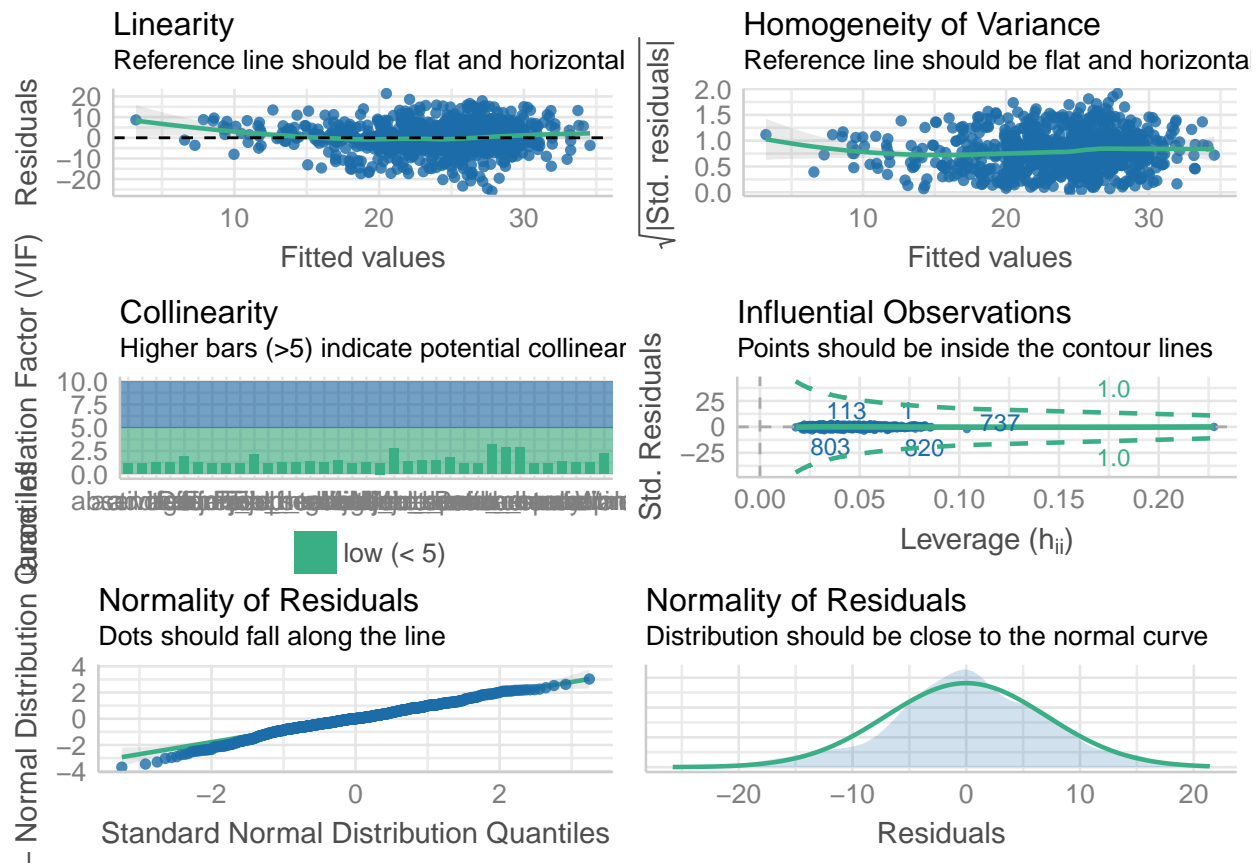 Linearity
Reference line should be flat and horizontal
Residuals
20
10
0
−10
−20
10 20 30
Fitted values
Homogeneity of Variance
Reference line should be flat and horizontal
√|Std. residuals|
2.0
1.5
1.0
0.5
0.0
10 20 30
Fitted values
Collinearity
Higher bars (>5) indicate potential collinear
Factor (VIF)
10.0
7.5
5.0
2.5
0.0
low (< 5)
Influential Observations
Points should be inside the contour lines
Std. Residuals
25
0
−25
113 1 737
803 820
1.0
1.0
0.00 0.05 0.10 0.15 0.20
Leverage (hii)
Normality of Residuals
Dots should fall along the line
− Normal Distribution
4
2
0
−2
−4
−2 0 2
Standard Normal Distribution Quantiles
Normality of Residuals
Distribution should be close to the normal curve
−20 −10 0 10 20
Residuals